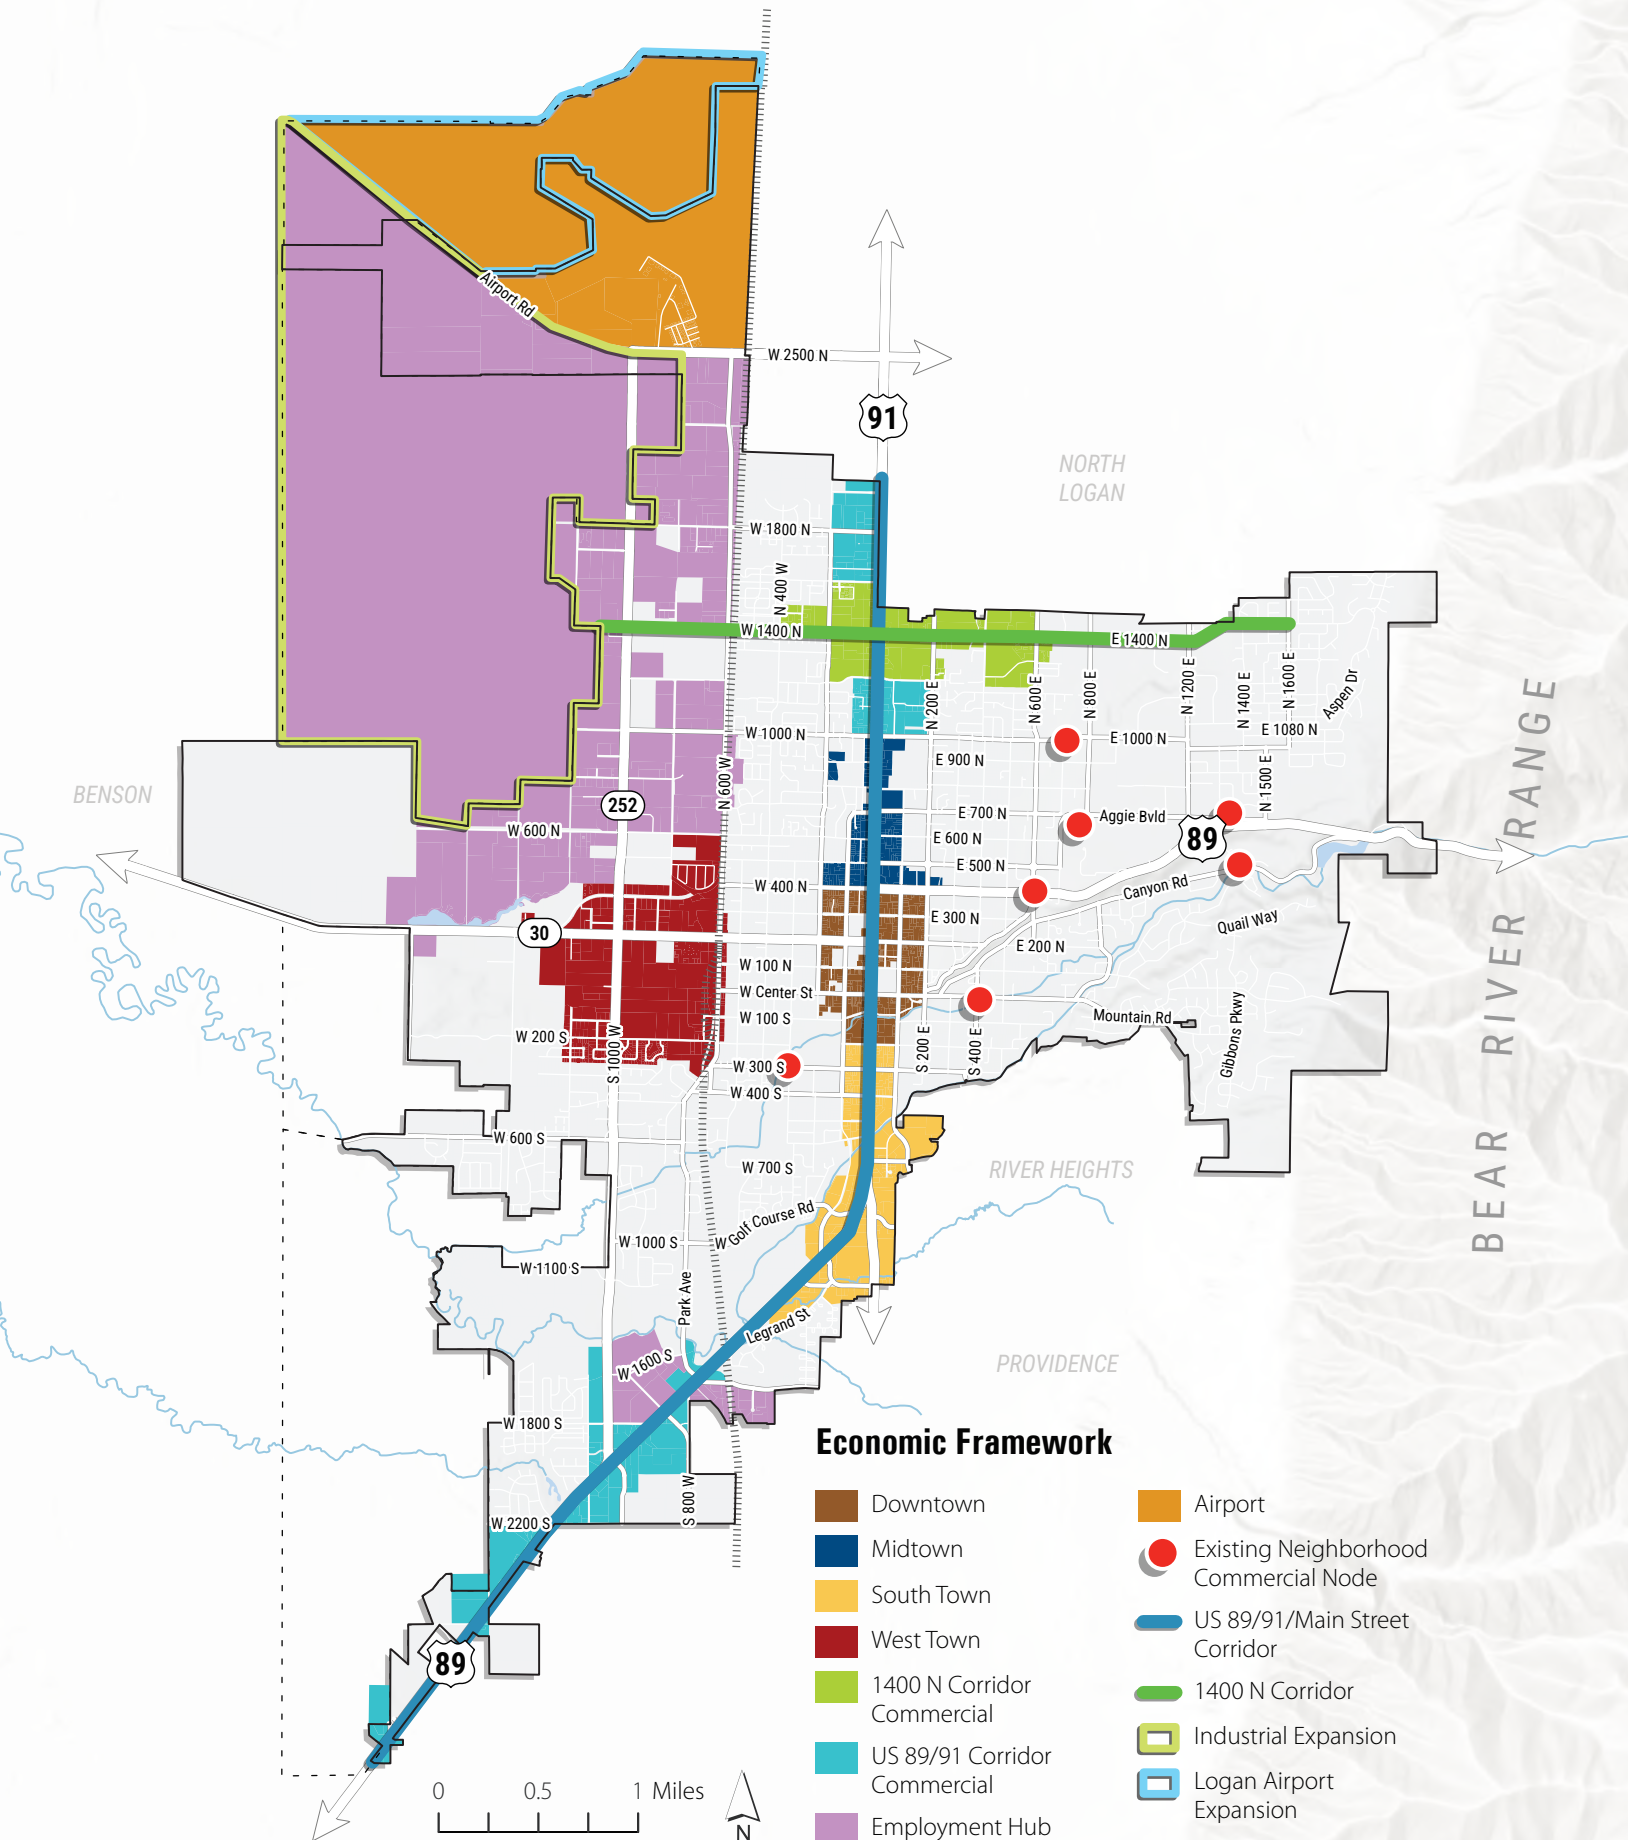 Airport Rd
W 2500 N
91
NORTH
LOGAN
W 1800 N
N 400 W
W 1400 N
E 1400 N
N 200 E
N 600 E
N 800 E
N 1200 E
N 1400 E
N 1600 E
Aspen Dr
W 1000 N
E 1000 N
E 1080 N
E 900 N
N 600 W
N 1500 E
BENSON
252
E 700 N
Aggie Bvld
W 600 N
E 600 N
89
E 500 N
W 400 N
Canyon Rd
E 300 N
Quail Way
30
E 200 N
W 100 N
W Center St
W 100 S
Mountain Rd
W 200 S
S 1000 W
S 200 E
S 400 E
Gibbons Pkwy
W 300 S
W 400 S
W 600 S
W 700 S
RIVER HEIGHTS
BEAR RIVER RANGE
W Golf Course Rd
W 1000 S
W 1100 S
Park Ave
Legrand St
W 1600 S
PROVIDENCE
W 1800 S
S 800 W
W 2200 S
89
Economic Framework
Downtown
Midtown
South Town
West Town
1400 N Corridor
Commercial
US 89/91 Corridor
Commercial
Employment Hub
Airport
Existing Neighborhood
Commercial Node
US 89/91/Main Street
Corridor
1400 N Corridor
Industrial Expansion
Logan Airport
Expansion
0 0.5 1 Miles
N